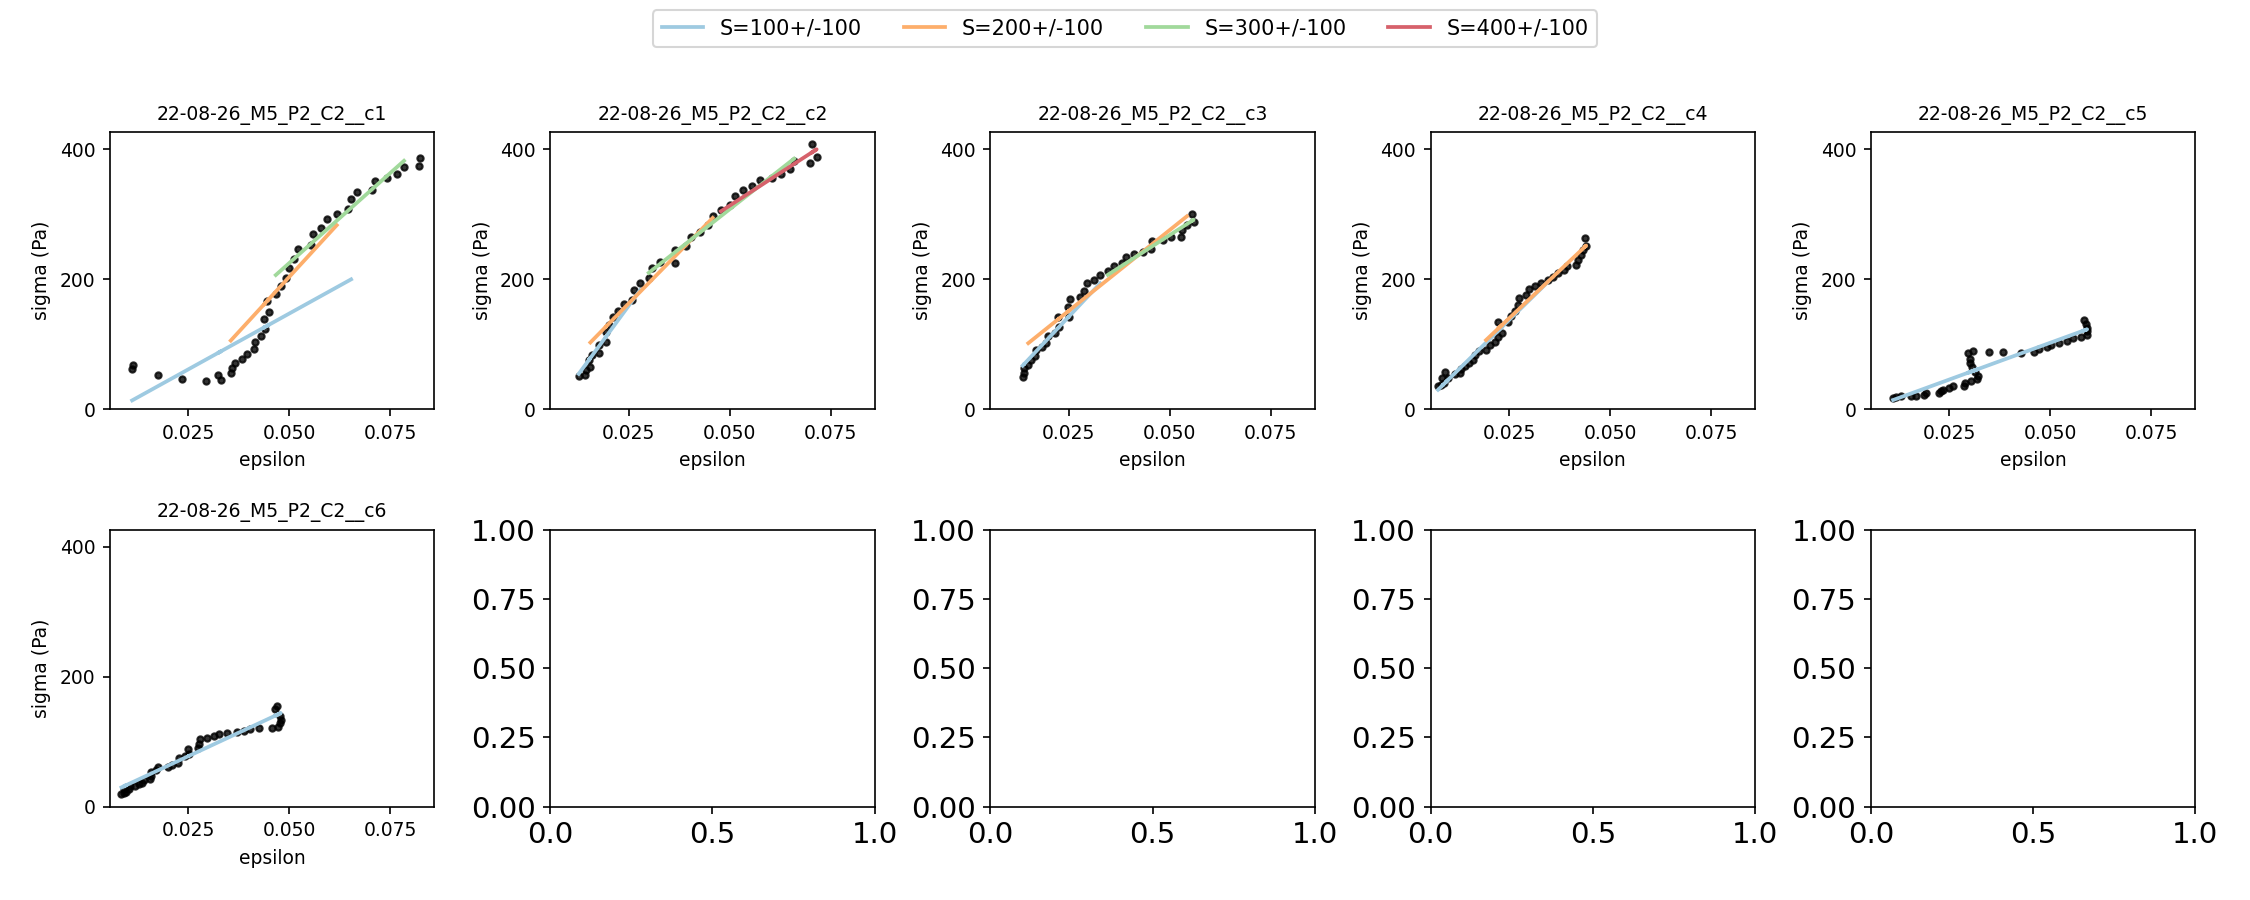 S=100+/-100 S=200+/-100 S=300+/-100 S=400+/-100
22-08-26_M5_P2_C2__c1
400
200
0
sigma (Pa)
0.025 0.050 0.075
epsilon
22-08-26_M5_P2_C2__c2
400
200
0
sigma (Pa)
0.025 0.050 0.075
epsilon
22-08-26_M5_P2_C2__c3
400
200
0
sigma (Pa)
0.025 0.050 0.075
epsilon
22-08-26_M5_P2_C2__c4
400
200
0
sigma (Pa)
0.025 0.050 0.075
epsilon
22-08-26_M5_P2_C2__c5
400
200
0
sigma (Pa)
0.025 0.050 0.075
epsilon
22-08-26_M5_P2_C2__c6
400
200
0
sigma (Pa)
0.025 0.050 0.075
epsilon
1.00
0.75
0.50
0.25
0.00
0.0 0.5 1.0
1.00
0.75
0.50
0.25
0.00
0.0 0.5 1.0
1.00
0.75
0.50
0.25
0.00
0.0 0.5 1.0
1.00
0.75
0.50
0.25
0.00
0.0 0.5 1.0